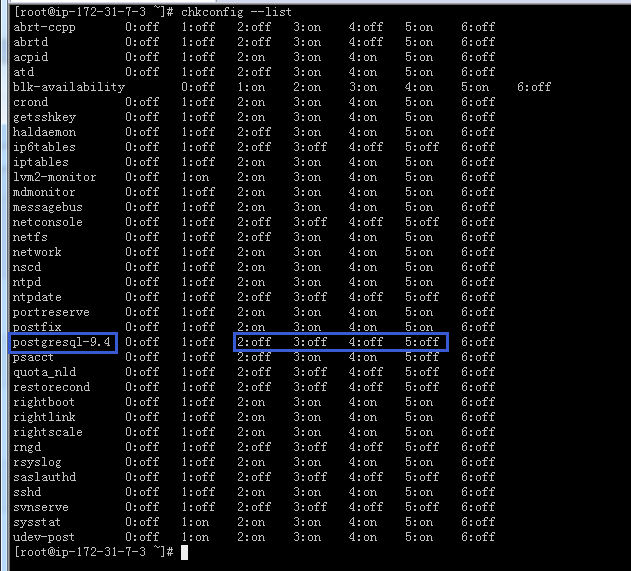 [root@ip-172-31-7-3 ~]# chkconfig --list
abrt-ccpp 0:off 1:off 2:off 3:on 4:off 5:on 6:off
abrtd 0:off 1:off 2:off 3:on 4:off 5:on 6:off
acpid 0:off 1:off 2:on 3:on 4:on 5:on 6:off
atd 0:off 1:off 2:off 3:on 4:on 5:on 6:off
blk-availability 0:off 1:on 2:on 3:on 4:on 5:on 6:off
crond 0:off 1:off 2:on 3:on 4:on 5:on 6:off
getsshkey 0:off 1:off 2:on 3:on 4:on 5:on 6:off
haldaemon 0:off 1:off 2:off 3:on 4:on 5:on 6:off
ip6tables 0:off 1:off 2:off 3:off 4:off 5:off 6:off
iptables 0:off 1:off 2:on 3:on 4:on 5:on 6:off
lvm2-monitor 0:off 1:on 2:on 3:on 4:on 5:on 6:off
mdmonitor 0:off 1:off 2:on 3:on 4:on 5:on 6:off
messagebus 0:off 1:off 2:on 3:on 4:on 5:on 6:off
netconsole 0:off 1:off 2:off 3:off 4:off 5:off 6:off
netfs 0:off 1:off 2:off 3:on 4:on 5:on 6:off
network 0:off 1:off 2:on 3:on 4:on 5:on 6:off
nscd 0:off 1:off 2:on 3:on 4:on 5:on 6:off
ntpd 0:off 1:off 2:on 3:on 4:on 5:on 6:off
ntpdate 0:off 1:off 2:off 3:off 4:off 5:off 6:off
portreserve 0:off 1:off 2:on 3:on 4:on 5:on 6:off
postfix 0:off 1:off 2:on 3:on 4:on 5:on 6:off
postgresql-9.4 0:off 1:off 2:off 3:off 4:off 5:off 6:off
psacct 0:off 1:off 2:off 3:off 4:off 5:off 6:off
quota_nld 0:off 1:off 2:off 3:off 4:off 5:off 6:off
restorecond 0:off 1:off 2:off 3:off 4:off 5:off 6:off
rightboot 0:off 1:off 2:on 3:on 4:on 5:on 6:off
rightlink 0:off 1:off 2:on 3:on 4:on 5:on 6:off
rightscale 0:off 1:off 2:on 3:on 4:on 5:on 6:off
rngd 0:off 1:off 2:off 3:off 4:off 5:off 6:off
rsyslog 0:off 1:off 2:on 3:on 4:on 5:on 6:off
saslauthd 0:off 1:off 2:off 3:off 4:off 5:off 6:off
sshd 0:off 1:off 2:on 3:on 4:on 5:on 6:off
svnserve 0:off 1:off 2:off 3:off 4:off 5:off 6:off
sysstat 0:off 1:on 2:on 3:on 4:on 5:on 6:off
udev-post 0:off 1:on 2:on 3:on 4:on 5:on 6:off
[root@ip-172-31-7-3 ~]#